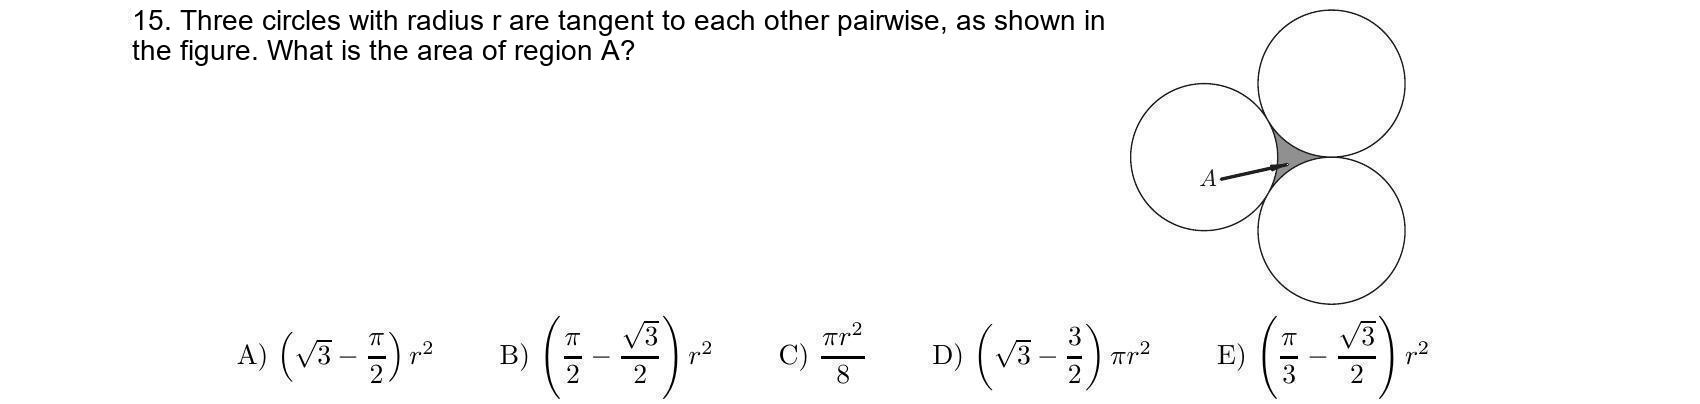 15. Three circles with radius r are tangent to each other pairwise, as shown in
the figure. What is the area of region A?
A
A) (√3 − π/2) r² B) (π/2 − √3/2) r² C) πr²/8 D) (√3 − 3/2) πr² E) (π/3 − √3/2) r²